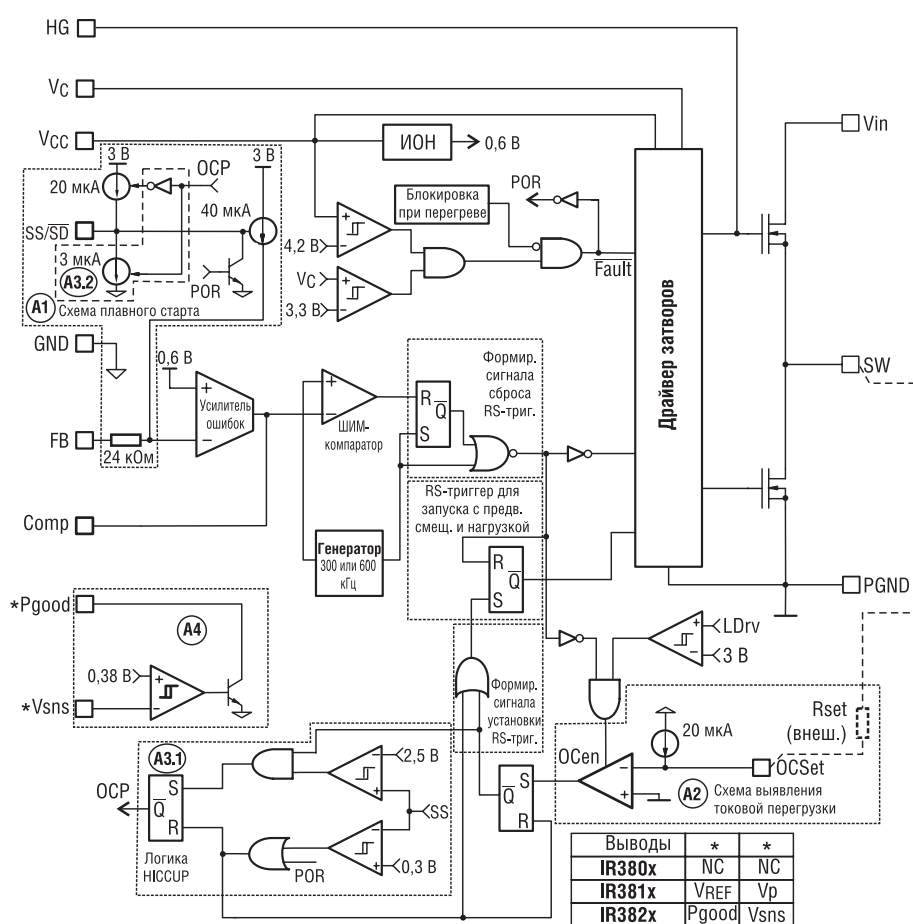 HG
VC
VCC
3 В
OCP
3 В
20 мкА
40 мкА
SS/SD
3 мкА
A3.2
POR
A1 Схема плавного старта
GND
FB
24 кОм
0,6 В
Усилитель ошибок
Comp
ИОН
0,6 В
POR
Блокировка при перегреве
4,2 В
VC
3,3 В
Fault
Драйвер затворов
Vin
SW
PGND
ШИМ-компаратор
Формир. сигнала сброса RS-триг.
R
Q
S
Генератор
300 или 600 кГц
RS-триггер для запуска с предв. смещ. и нагрузкой
R
Q
S
*Pgood
A4
0,38 В
*Vsns
Формир. сигнала установки RS-триг.
LDrv
3 В
20 мкА
Rset
(внеш.)
OCen
OCSet
A2 Схема выявления токовой перегрузки
A3.1
OCP
S
Q
R
2,5 В
SS
0,3 В
POR
Логика HICCUP
S
Q
R
Выводы * *
IR380x NC NC
IR381x VREF Vp
IR382x Pgood Vsns